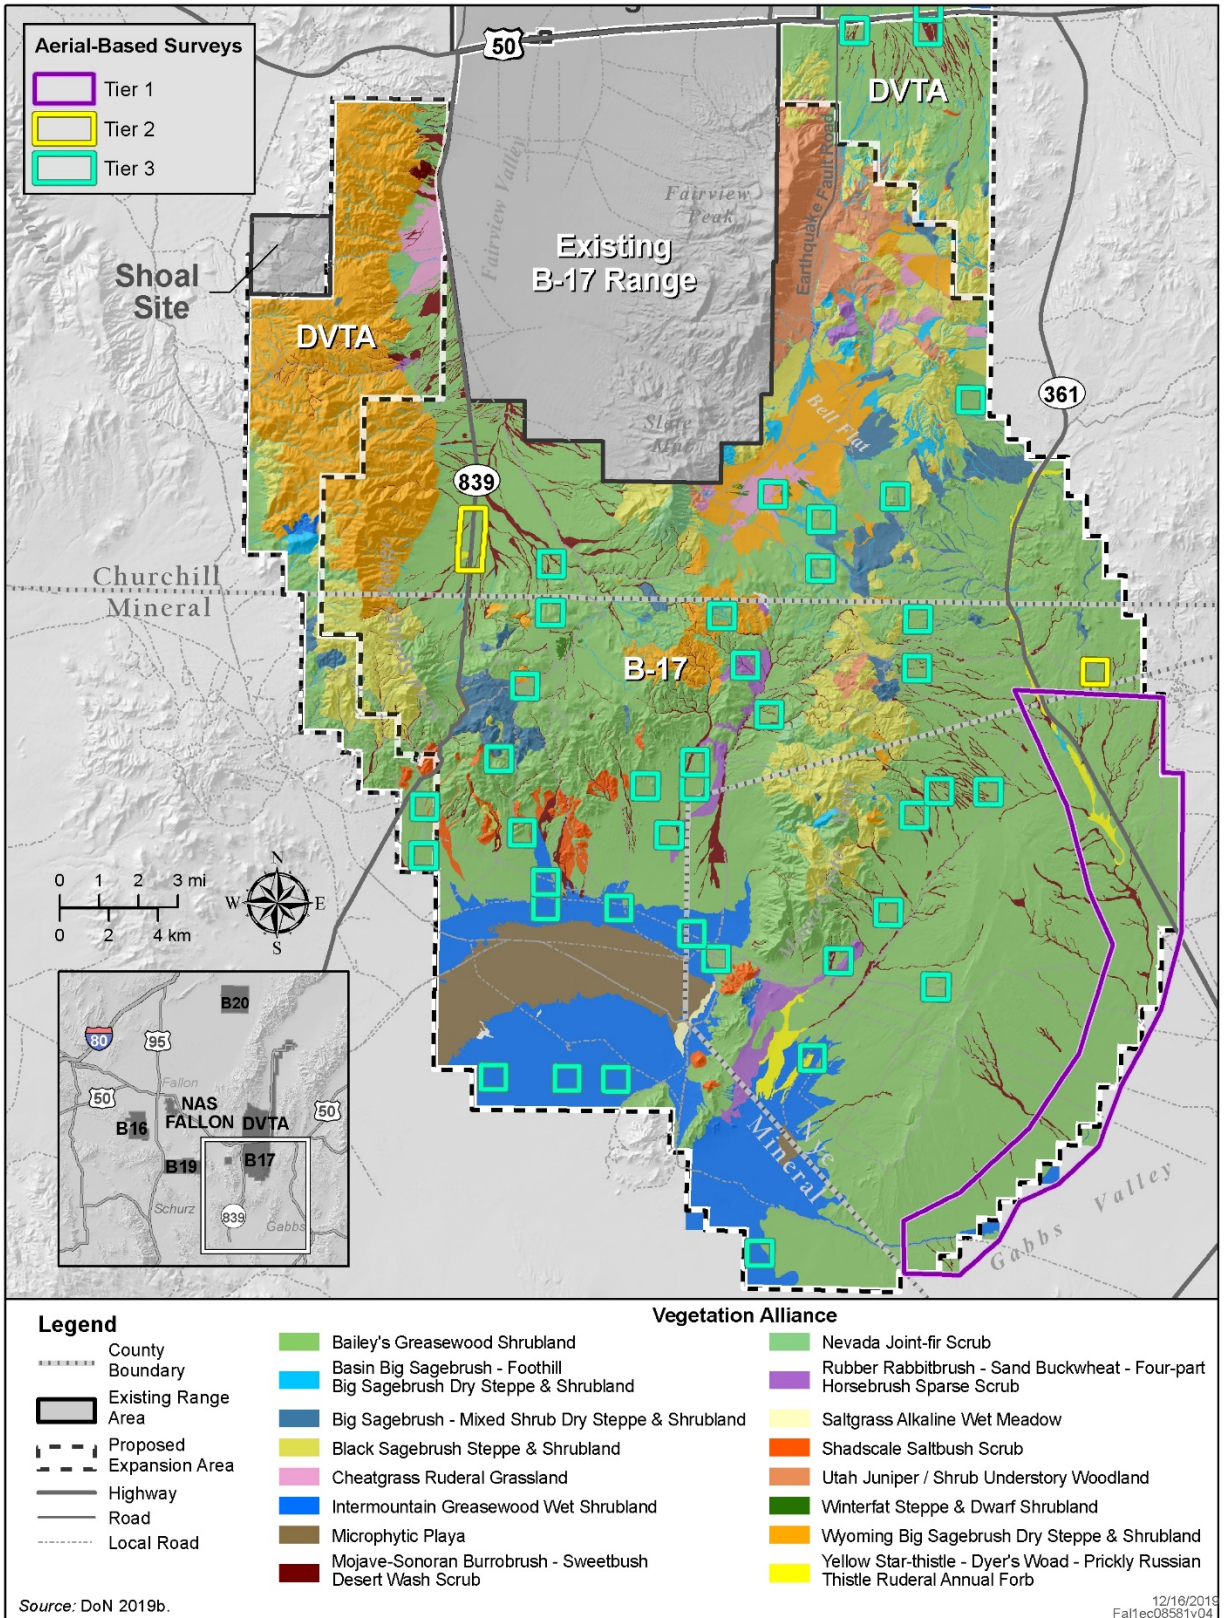 Aerial-Based Surveys
Tier 1
Tier 2
Tier 3
50
DVTA
Fairview Valley
Fairview
Peak
Earthquake Fault Road
Existing
B-17 Range
Shoal
Site
DVTA
361
Bell Flat
Slate
Mtn
839
Churchill
Mineral
B-17
0 1 2 3 mi
0 2 4 km
N
W E
S
Nye
Mineral
Gabbs Valley
B20
80
95
Fallon
50
NAS
FALLON
DVTA
50
B16
B19
B17
Schurz
839
Gabbs
Legend
County
Boundary
Existing Range
Area
Proposed
Expansion Area
Highway
Road
Local Road
Vegetation Alliance
Bailey's Greasewood Shrubland
Basin Big Sagebrush - Foothill
Big Sagebrush Dry Steppe & Shrubland
Big Sagebrush - Mixed Shrub Dry Steppe & Shrubland
Black Sagebrush Steppe & Shrubland
Cheatgrass Ruderal Grassland
Intermountain Greasewood Wet Shrubland
Microphytic Playa
Mojave-Sonoran Burrobrush - Sweetbush
Desert Wash Scrub
Nevada Joint-fir Scrub
Rubber Rabbitbrush - Sand Buckwheat - Four-part
Horsebrush Sparse Scrub
Saltgrass Alkaline Wet Meadow
Shadscale Saltbush Scrub
Utah Juniper / Shrub Understory Woodland
Winterfat Steppe & Dwarf Shrubland
Wyoming Big Sagebrush Dry Steppe & Shrubland
Yellow Star-thistle - Dyer's Woad - Prickly Russian
Thistle Ruderal Annual Forb
Source: DoN 2019b.
12/16/2019
Fal1ec08581v04